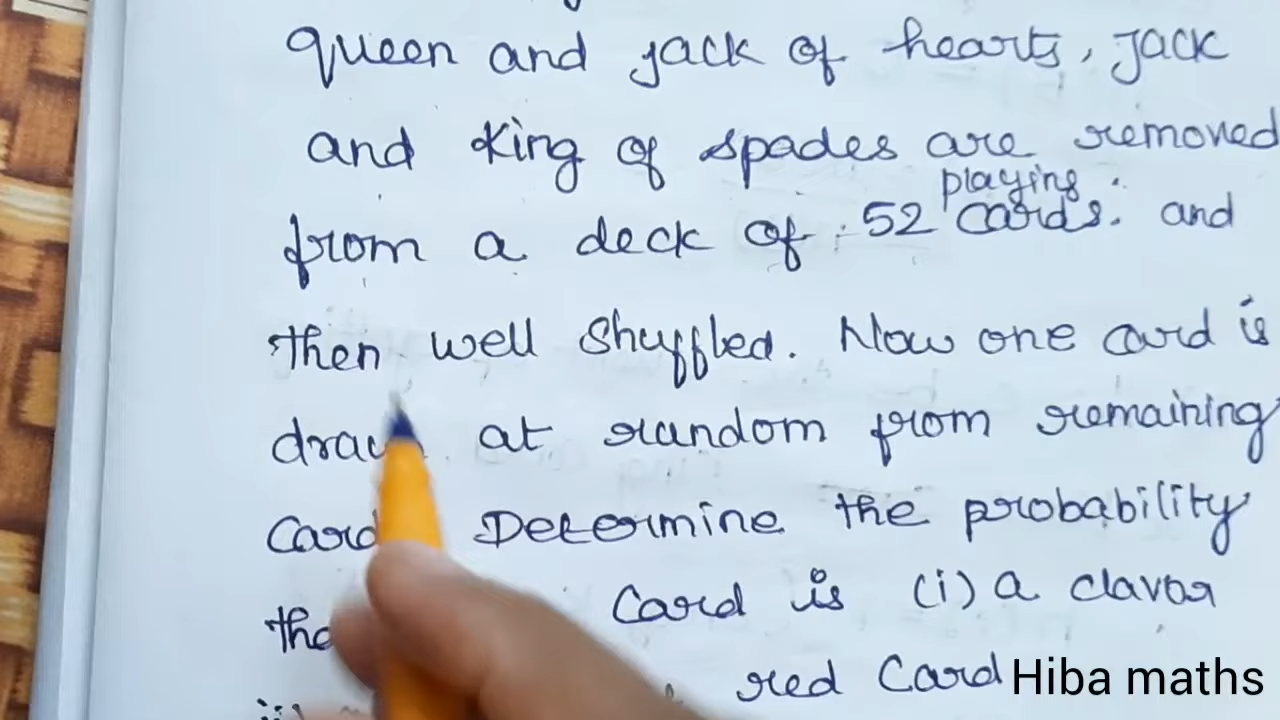 queen and jack of hearts, Jack
and King of spades are removed
playing
from a deck of 52 cards. and
then well shuffled. Now one card is
at random from remaining
Determine the probability
Card is (i) a clavar
red Card
Hiba maths